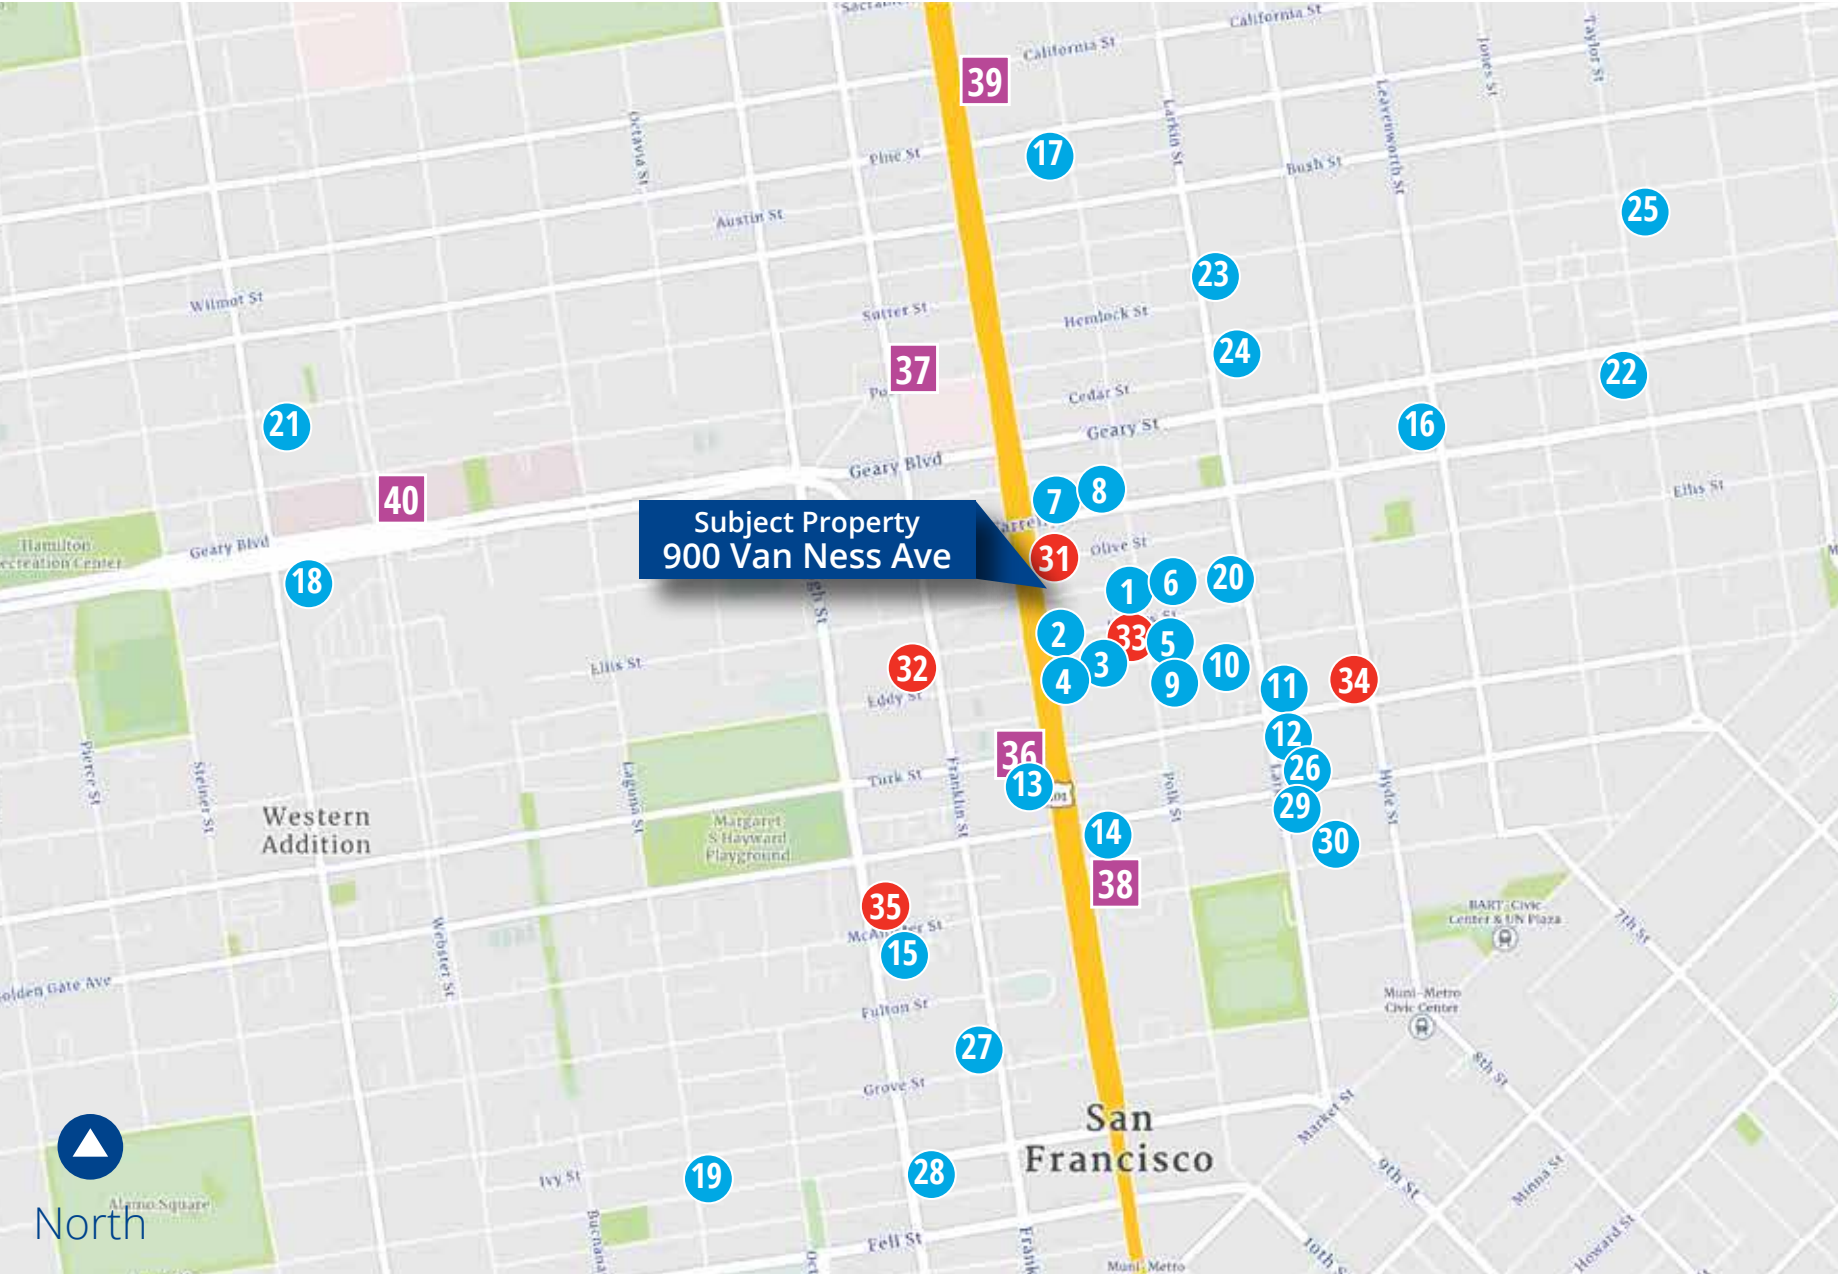 California St
California St
39
Jones St
Taylor St
Octavia St
Pine St
17
Larkin St
Leavenworth St
Bush St
Austin St
25
23
Wilmot St
Sutter St
Hemlock St
24
37
22
Cedar St
21
Geary St
16
Geary Blvd
40
7
8
Ellis St
Subject Property
900 Van Ness Ave
Hamilton
Geary Blvd
Olive St
31
18
1
6
20
2
33
5
Ellis St
32
4
3
9
10
11
34
Eddy St
12
36
13
Turk St
26
Pierce St
Steiner St
Laguna St
Franklin St
Polk St
Hyde St
29
Western
Addition
Margaret
S Hayward
Playground
14
30
38
35
BART-Civic
Center & UN Plaza
7th St
Webster St
15
Golden Gate Ave
Muni-Metro
Civic Center
Fulton St
27
8th St
Grove St
San
Francisco
Market St
19
28
Ivy St
9th St
Minna St
Alamo Square
North
Fell St
Howard St
Muni-Metro